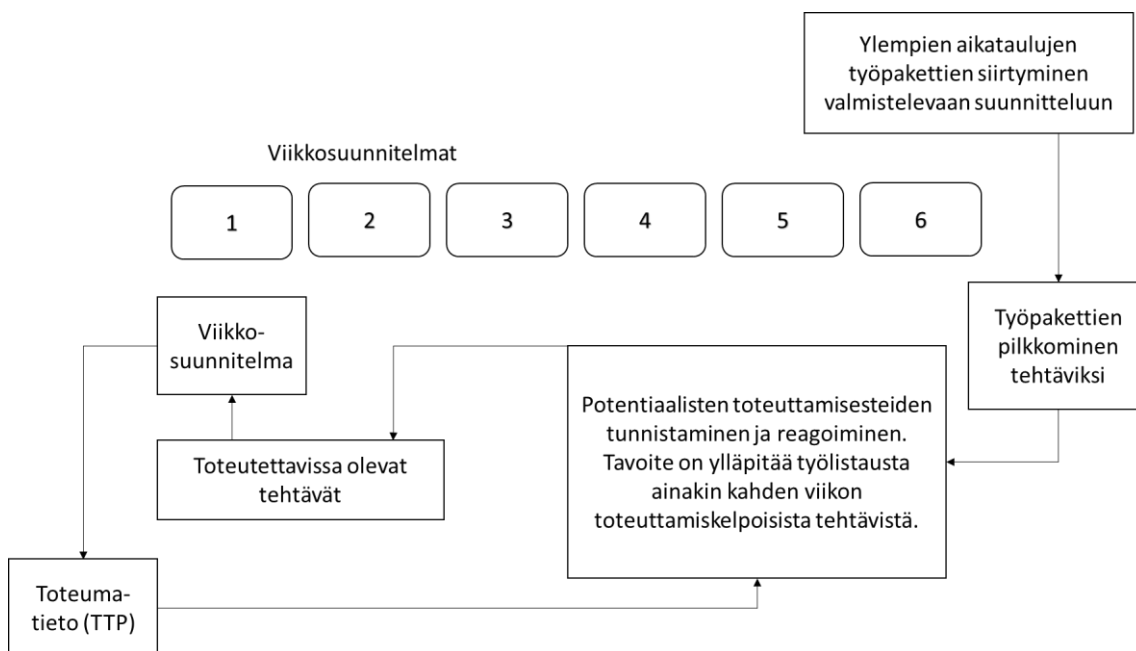 Ylempien aikataulujen
työpakettien siirtyminen
valmistelevaan suunnitteluun
Viikkosuunnitelmat
1
2
3
4
5
6
Viikko-
suunnitelma
Työpakettien
pilkkominen
tehtäviksi
Potentiaalisten toteuttamisesteiden
tunnistaminen ja reagoiminen.
Tavoite on ylläpitää työlistausta
ainakin kahden viikon
toteuttamiskelpoisista tehtävistä.
Toteutettavissa olevat
tehtävät
Toteuma-
tieto (TTP)